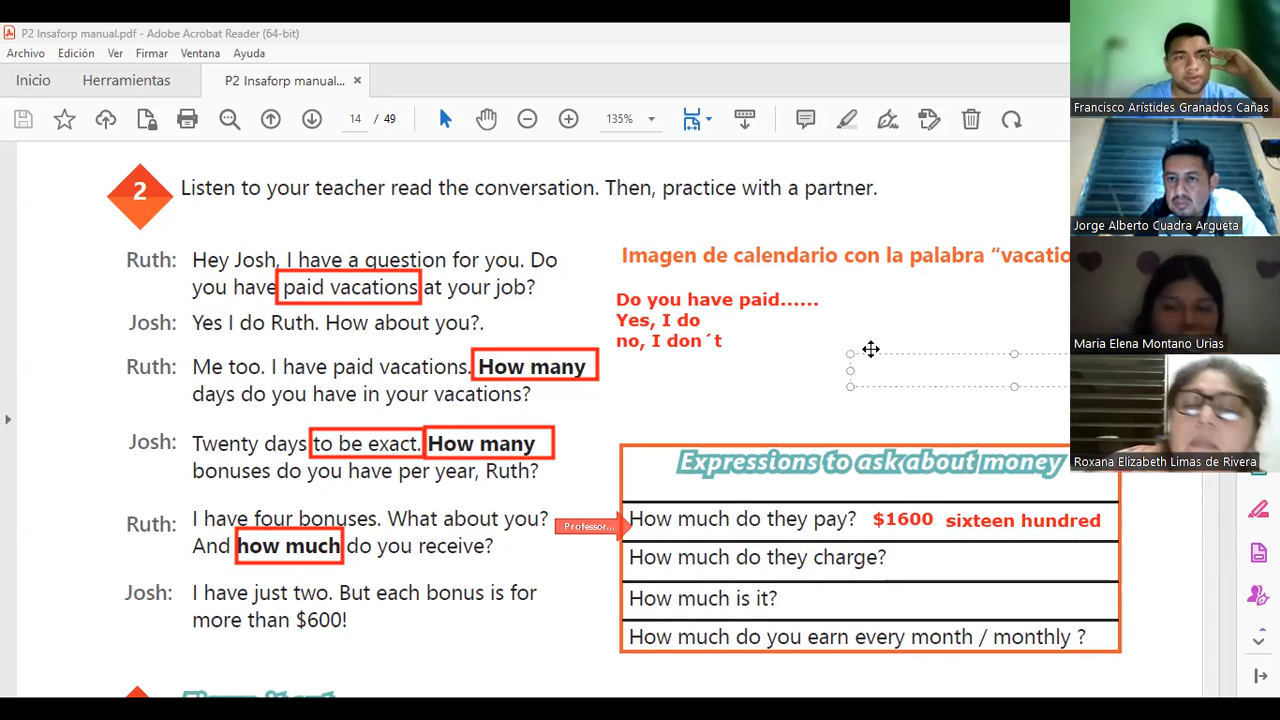 P2 Insaforp manual.pdf - Adobe Acrobat Reader (64-bit)
Archivo Edición Ver Firmar Ventana Ayuda
Inicio Herramientas P2 Insaforp manual... ×
14 / 49 135%
2 Listen to your teacher read the conversation. Then, practice with a partner.
Ruth: Hey Josh, I have a question for you. Do
you have paid vacations at your job?
Josh: Yes I do Ruth. How about you?.
Ruth: Me too. I have paid vacations. How many
days do you have in your vacations?
Josh: Twenty days to be exact. How many
bonuses do you have per year, Ruth?
Ruth: I have four bonuses. What about you?
And how much do you receive?
Josh: I have just two. But each bonus is for
more than $600!
Imagen de calendario con la palabra “vacatio
Do you have paid......
Yes, I do
no, I don´t
Expressions to ask about money
Professor...
How much do they pay? $1600 sixteen hundred
How much do they charge?
How much is it?
How much do you earn every month / monthly ?
Francisco Arístides Granados Cañas
Jorge Alberto Cuadra Argueta
Maria Elena Montano Urias
Roxana Elizabeth Limas de Rivera